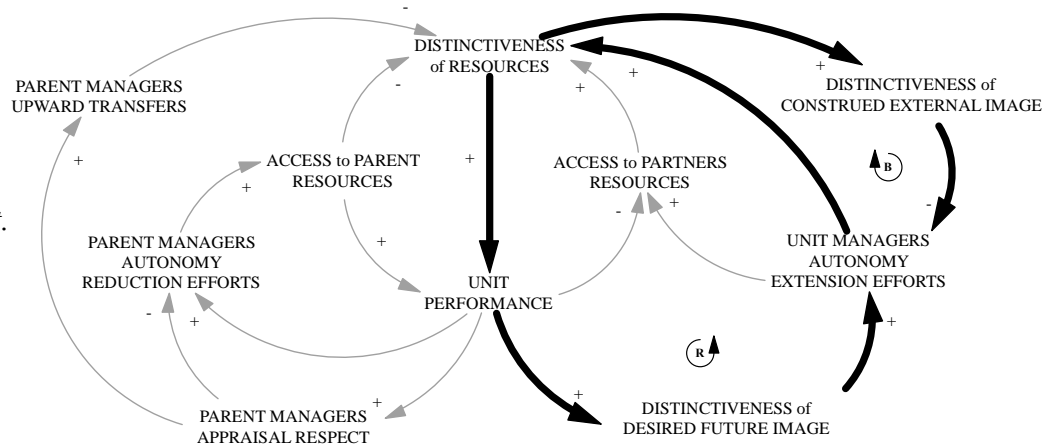 DISTINCTIVENESS
of RESOURCES
PARENT MANAGERS
UPWARD TRANSFERS
DISTINCTIVENESS of
CONSTRUED EXTERNAL IMAGE
ACCESS to PARENT
RESOURCES
ACCESS to PARTNERS
RESOURCES
B
PARENT MANAGERS
AUTONOMY
REDUCTION EFFORTS
UNIT MANAGERS
AUTONOMY
EXTENSION EFFORTS
UNIT
PERFORMANCE
R
PARENT MANAGERS
APPRAISAL RESPECT
DISTINCTIVENESS of
DESIRED FUTURE IMAGE
-
-
+
+
+
+
+
+
-
+
-
+
-
+
+
+
+